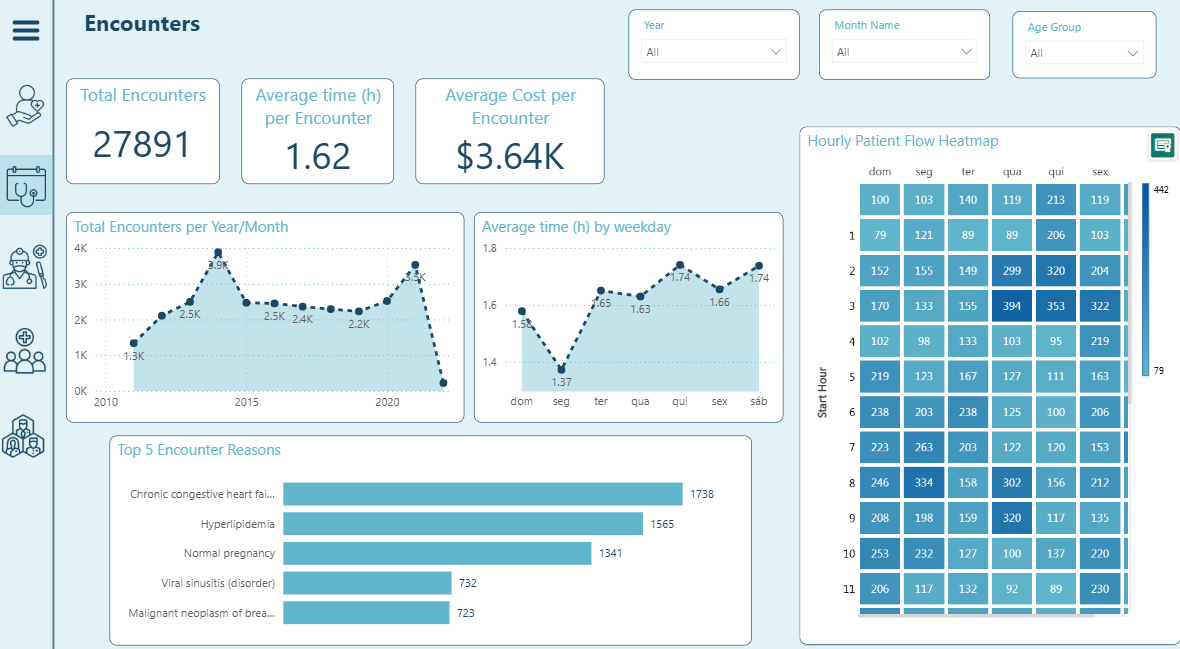 Encounters
Year
All
Month Name
All
Age Group
All
Total Encounters
27891
Average time (h)
per Encounter
1.62
Average Cost per
Encounter
$3.64K
Total Encounters per Year/Month
4K
3K
2K
1K
0K
1.3K
2.5K
3.9K
2.5K
2.4K
2.2K
3.5K
2010
2015
2020
Average time (h) by weekday
1.8
1.6
1.4
1.58
1.37
1.65
1.63
1.74
1.66
1.74
dom seg ter qua qui sex sáb
Top 5 Encounter Reasons
Chronic congestive heart fai... 1738
Hyperlipidemia 1565
Normal pregnancy 1341
Viral sinusitis (disorder) 732
Malignant neoplasm of brea... 723
Hourly Patient Flow Heatmap
dom seg ter qua qui sex
Start Hour
100 103 140 119 213 119
1 79 121 89 89 206 103
2 152 155 149 299 320 204
3 170 133 155 394 353 322
4 102 98 133 103 95 219
5 219 123 167 127 111 163
6 238 203 238 125 100 206
7 223 263 203 122 120 153
8 246 334 158 302 156 212
9 208 198 159 320 117 135
10 253 232 127 100 137 220
11 206 117 132 92 89 230
442
79